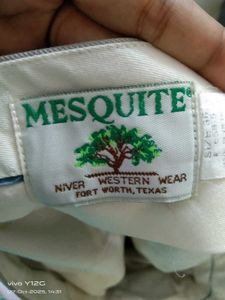 MESQUITE®
NIVER WESTERN WEAR
FORT WORTH, TEXAS
vivo Y12G
07 Oct 2025, 14:31